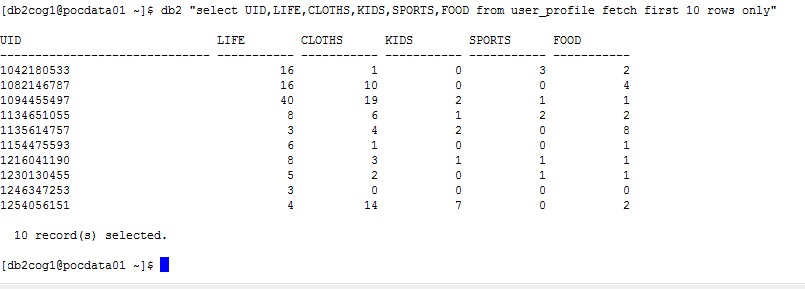 [db2cog1@pocdata01 ~]$ db2 "select UID,LIFE,CLOTHS,KIDS,SPORTS,FOOD from user_profile fetch first 10 rows only"
UID LIFE CLOTHS KIDS SPORTS FOOD
------------------------------ ----------- ----------- ----------- ----------- -----------
1042180533 16 1 0 3 2
1082146787 16 10 0 0 4
1094455497 40 19 2 1 1
1134651055 8 6 1 2 2
1135614757 3 4 2 0 8
1154475593 6 1 0 0 1
1216041190 8 3 1 1 1
1230130455 5 2 0 1 1
1246347253 3 0 0 0 0
1254056151 4 14 7 0 2
10 record(s) selected.
[db2cog1@pocdata01 ~]$